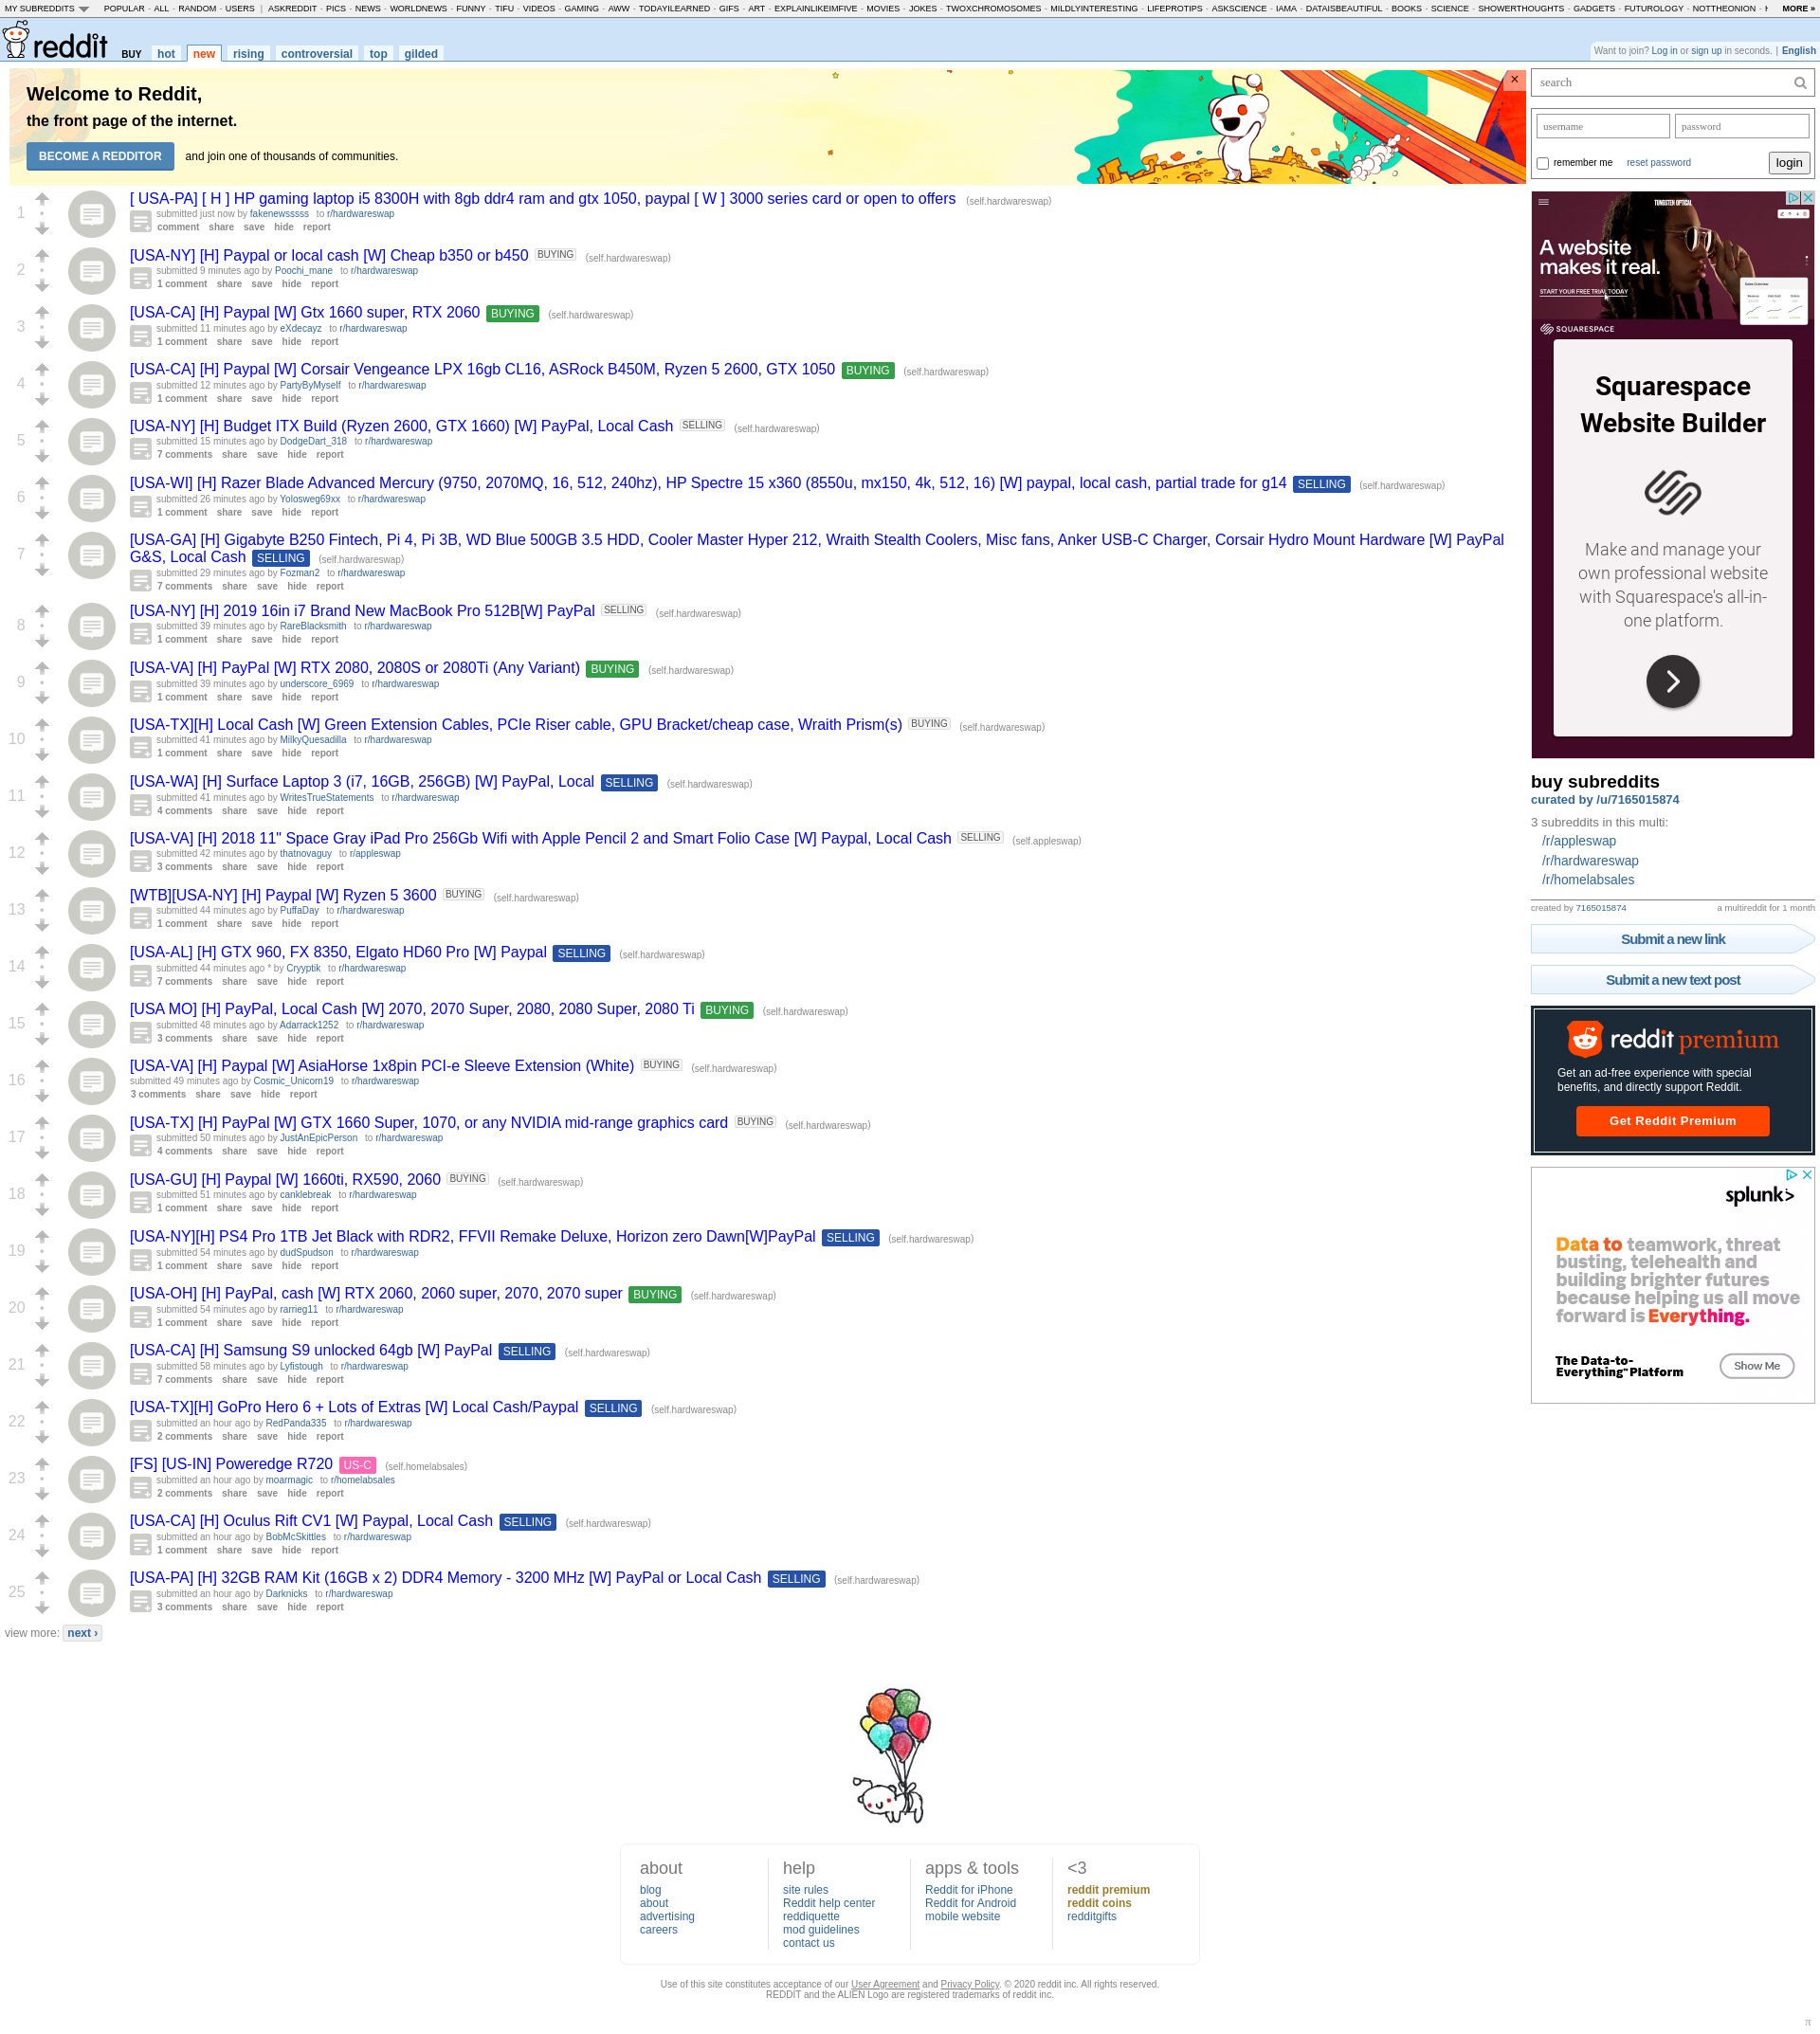 MY SUBREDDITS POPULAR - ALL - RANDOM - USERS | ASKREDDIT - PICS - NEWS - WORLDNEWS - FUNNY - TIFU - VIDEOS - GAMING - AWW - TODAYILEARNED - GIFS - ART - EXPLAINLIKEIMFIVE - MOVIES - JOKES - TWOXCHROMOSOMES - MILDLYINTERESTING - LIFEPROTIPS - ASKSCIENCE - IAMA - DATAISBEAUTIFUL - BOOKS - SCIENCE - SHOWERTHOUGHTS - GADGETS - FUTUROLOGY - NOTTHEONION - MORE »
reddit BUY hot new rising controversial top gilded
Want to join? Log in or sign up in seconds. | English
Welcome to Reddit,
the front page of the internet.
BECOME A REDDITOR and join one of thousands of communities.
×
1
[ USA-PA] [ H ] HP gaming laptop i5 8300H with 8gb ddr4 ram and gtx 1050, paypal [ W ] 3000 series card or open to offers (self.hardwareswap)
submitted just now by fakenewsssss to r/hardwareswap
comment share save hide report
2
[USA-NY] [H] Paypal or local cash [W] Cheap b350 or b450 BUYING (self.hardwareswap)
submitted 9 minutes ago by Poochi_mane to r/hardwareswap
1 comment share save hide report
3
[USA-CA] [H] Paypal [W] Gtx 1660 super, RTX 2060 BUYING (self.hardwareswap)
submitted 11 minutes ago by eXdecayz to r/hardwareswap
1 comment share save hide report
4
[USA-CA] [H] Paypal [W] Corsair Vengeance LPX 16gb CL16, ASRock B450M, Ryzen 5 2600, GTX 1050 BUYING (self.hardwareswap)
submitted 12 minutes ago by PartyByMyself to r/hardwareswap
1 comment share save hide report
5
[USA-NY] [H] Budget ITX Build (Ryzen 2600, GTX 1660) [W] PayPal, Local Cash SELLING (self.hardwareswap)
submitted 15 minutes ago by DodgeDart_318 to r/hardwareswap
7 comments share save hide report
6
[USA-WI] [H] Razer Blade Advanced Mercury (9750, 2070MQ, 16, 512, 240hz), HP Spectre 15 x360 (8550u, mx150, 4k, 512, 16) [W] paypal, local cash, partial trade for g14 SELLING (self.hardwareswap)
submitted 26 minutes ago by Yolosweg69xx to r/hardwareswap
1 comment share save hide report
7
[USA-GA] [H] Gigabyte B250 Fintech, Pi 4, Pi 3B, WD Blue 500GB 3.5 HDD, Cooler Master Hyper 212, Wraith Stealth Coolers, Misc fans, Anker USB-C Charger, Corsair Hydro Mount Hardware [W] PayPal
G&S, Local Cash SELLING (self.hardwareswap)
submitted 29 minutes ago by Fozman2 to r/hardwareswap
7 comments share save hide report
8
[USA-NY] [H] 2019 16in i7 Brand New MacBook Pro 512B[W] PayPal SELLING (self.hardwareswap)
submitted 39 minutes ago by RareBlacksmith to r/hardwareswap
1 comment share save hide report
9
[USA-VA] [H] PayPal [W] RTX 2080, 2080S or 2080Ti (Any Variant) BUYING (self.hardwareswap)
submitted 39 minutes ago by underscore_6969 to r/hardwareswap
1 comment share save hide report
10
[USA-TX][H] Local Cash [W] Green Extension Cables, PCIe Riser cable, GPU Bracket/cheap case, Wraith Prism(s) BUYING (self.hardwareswap)
submitted 41 minutes ago by MilkyQuesadilla to r/hardwareswap
1 comment share save hide report
11
[USA-WA] [H] Surface Laptop 3 (i7, 16GB, 256GB) [W] PayPal, Local SELLING (self.hardwareswap)
submitted 41 minutes ago by WritesTrueStatements to r/hardwareswap
4 comments share save hide report
12
[USA-VA] [H] 2018 11" Space Gray iPad Pro 256Gb Wifi with Apple Pencil 2 and Smart Folio Case [W] Paypal, Local Cash SELLING (self.appleswap)
submitted 42 minutes ago by thatnovaguy to r/appleswap
3 comments share save hide report
13
[WTB][USA-NY] [H] Paypal [W] Ryzen 5 3600 BUYING (self.hardwareswap)
submitted 44 minutes ago by PuffaDay to r/hardwareswap
1 comment share save hide report
14
[USA-AL] [H] GTX 960, FX 8350, Elgato HD60 Pro [W] Paypal SELLING (self.hardwareswap)
submitted 44 minutes ago * by Cryyptik to r/hardwareswap
7 comments share save hide report
15
[USA MO] [H] PayPal, Local Cash [W] 2070, 2070 Super, 2080, 2080 Super, 2080 Ti BUYING (self.hardwareswap)
submitted 48 minutes ago by Adarrack1252 to r/hardwareswap
3 comments share save hide report
16
[USA-VA] [H] Paypal [W] AsiaHorse 1x8pin PCI-e Sleeve Extension (White) BUYING (self.hardwareswap)
submitted 49 minutes ago by Cosmic_Unicorn19 to r/hardwareswap
3 comments share save hide report
17
[USA-TX] [H] PayPal [W] GTX 1660 Super, 1070, or any NVIDIA mid-range graphics card BUYING (self.hardwareswap)
submitted 50 minutes ago by JustAnEpicPerson to r/hardwareswap
4 comments share save hide report
18
[USA-GU] [H] Paypal [W] 1660ti, RX590, 2060 BUYING (self.hardwareswap)
submitted 51 minutes ago by canklebreak to r/hardwareswap
1 comment share save hide report
19
[USA-NY][H] PS4 Pro 1TB Jet Black with RDR2, FFVII Remake Deluxe, Horizon zero Dawn[W]PayPal SELLING (self.hardwareswap)
submitted 54 minutes ago by dudSpudson to r/hardwareswap
1 comment share save hide report
20
[USA-OH] [H] PayPal, cash [W] RTX 2060, 2060 super, 2070, 2070 super BUYING (self.hardwareswap)
submitted 54 minutes ago by rarrieg11 to r/hardwareswap
1 comment share save hide report
21
[USA-CA] [H] Samsung S9 unlocked 64gb [W] PayPal SELLING (self.hardwareswap)
submitted 58 minutes ago by Lyfistough to r/hardwareswap
7 comments share save hide report
22
[USA-TX][H] GoPro Hero 6 + Lots of Extras [W] Local Cash/Paypal SELLING (self.hardwareswap)
submitted an hour ago by RedPanda335 to r/hardwareswap
2 comments share save hide report
23
[FS] [US-IN] Poweredge R720 US-C (self.homelabsales)
submitted an hour ago by moarmagic to r/homelabsales
2 comments share save hide report
24
[USA-CA] [H] Oculus Rift CV1 [W] Paypal, Local Cash SELLING (self.hardwareswap)
submitted an hour ago by BobMcSkittles to r/hardwareswap
1 comment share save hide report
25
[USA-PA] [H] 32GB RAM Kit (16GB x 2) DDR4 Memory - 3200 MHz [W] PayPal or Local Cash SELLING (self.hardwareswap)
submitted an hour ago by Darknicks to r/hardwareswap
3 comments share save hide report
view more: next ›
search
username password
remember me reset password login
TUNGSTEN OPTICAL
A website
makes it real.
START YOUR FREE TRIAL TODAY
SQUARESPACE
Squarespace
Website Builder
Make and manage your
own professional website
with Squarespace's all-in-
one platform.
buy subreddits
curated by /u/7165015874
3 subreddits in this multi:
/r/appleswap
/r/hardwareswap
/r/homelabsales
created by 7165015874 a multireddit for 1 month
Submit a new link
Submit a new text post
reddit premium
Get an ad-free experience with special
benefits, and directly support Reddit.
Get Reddit Premium
splunk>
Data to teamwork, threat
busting, telehealth and
building brighter futures
because helping us all move
forward is Everything.
The Data-to-
Everything™ Platform
Show Me
about
blog
about
advertising
careers
help
site rules
Reddit help center
reddiquette
mod guidelines
contact us
apps & tools
Reddit for iPhone
Reddit for Android
mobile website
<3
reddit premium
reddit coins
redditgifts
Use of this site constitutes acceptance of our User Agreement and Privacy Policy. © 2020 reddit inc. All rights reserved.
REDDIT and the ALIEN Logo are registered trademarks of reddit inc.
π